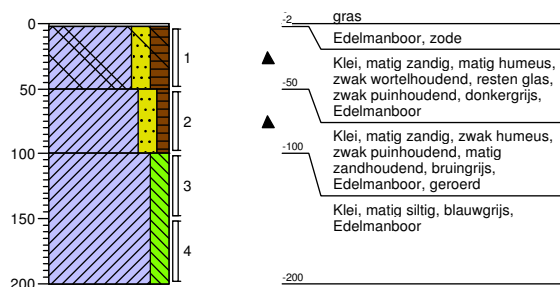 0
50
100
150
200
1
2
3
4
-2
gras
Edelmanboor, zode
Klei, matig zandig, matig humeus,
zwak wortelhoudend, resten glas,
zwak puinhoudend, donkergrijs,
Edelmanboor
-50
Klei, matig zandig, zwak humeus,
zwak puinhoudend, matig
zandhoudend, bruingrijs,
Edelmanboor, geroerd
-100
Klei, matig siltig, blauwgrijs,
Edelmanboor
-200